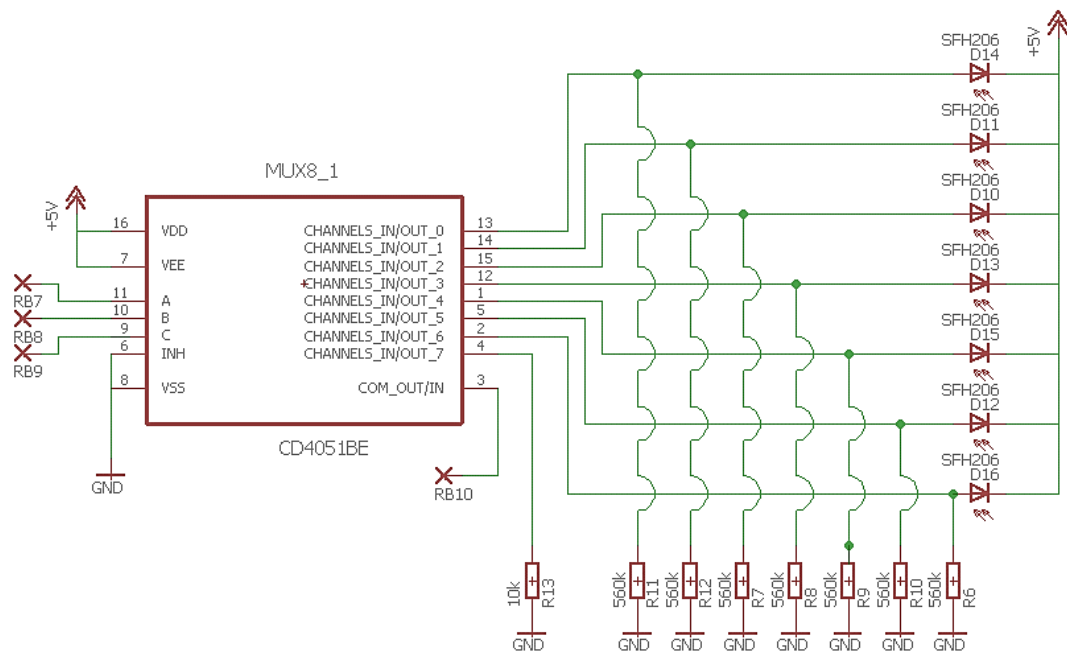 SFH206
D14
+5V
SFH206
D11
MUX8_1
SFH206
D10
+5V
16 VDD CHANNELS_IN/OUT_0 13
CHANNELS_IN/OUT_1 14
7 VEE CHANNELS_IN/OUT_2 15
SFH206
D13
CHANNELS_IN/OUT_3 12
RB7 11 A CHANNELS_IN/OUT_4 1
RB8 10 B CHANNELS_IN/OUT_5 5
RB9 9 C CHANNELS_IN/OUT_6 2
6 INH CHANNELS_IN/OUT_7 4
SFH206
D15
8 VSS COM_OUT/IN 3
SFH206
D12
CD4051BE
SFH206
D16
GND
RB10
10k R13
560k R11
560k R12
560k R7
560k R8
560k R9
560k R10
560k R6
GND GND GND GND GND GND GND GND